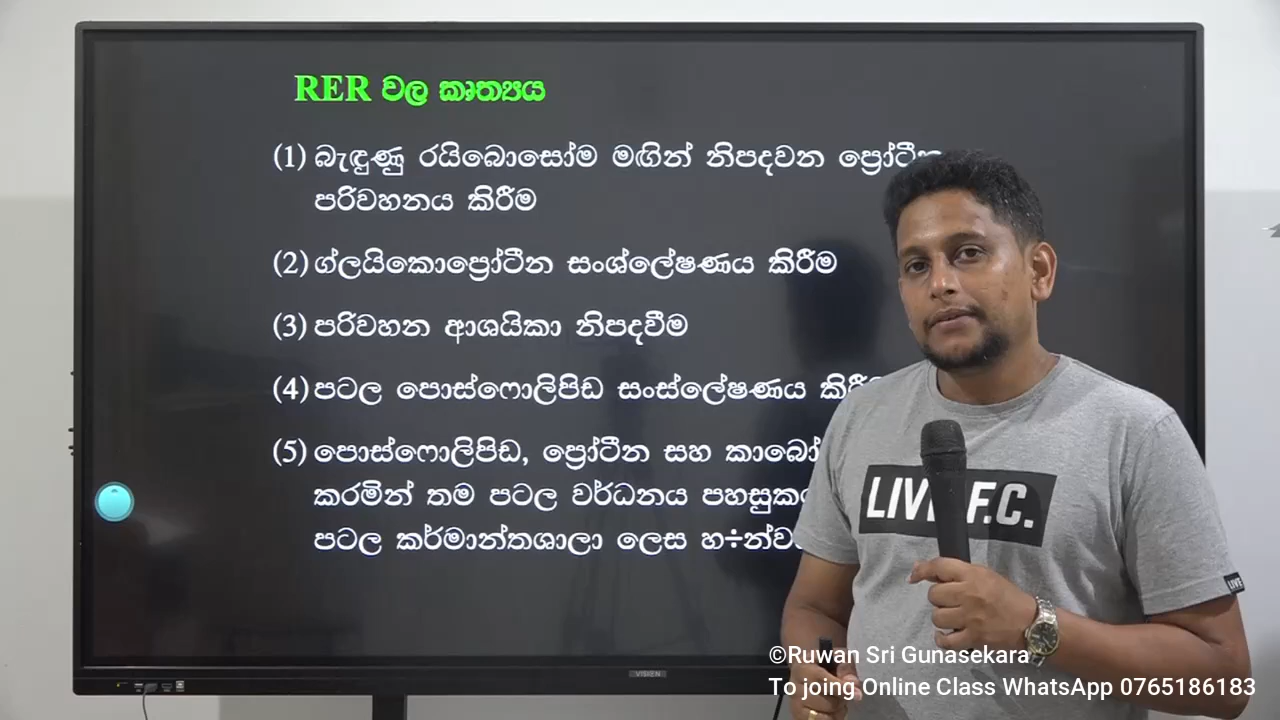 RER වල කෘත්‍යය
(1) බැඳුණු රයිබොසෝම මඟින් නිපදවන
පරිවහනය කිරීම
(2) ග්ලයිකොප්‍රෝටීන සංශ්ලේෂණය කිරීම
(3) පරිවහන ආශයිකා නිපදවීම
(4) පටල පොස්ෆොලිපිඩ සංස්ලේෂණය
(5) පොස්ෆොලිපිඩ, ප්‍රෝටීන සහ
කරමින් තම පටල වර්ධනය
පටල කර්මාන්තශාලා ලෙස
LIVE F.C.
LIVE
VISIEN
©Ruwan Sri Gunasekara
To joing Online Class WhatsApp 0765186183